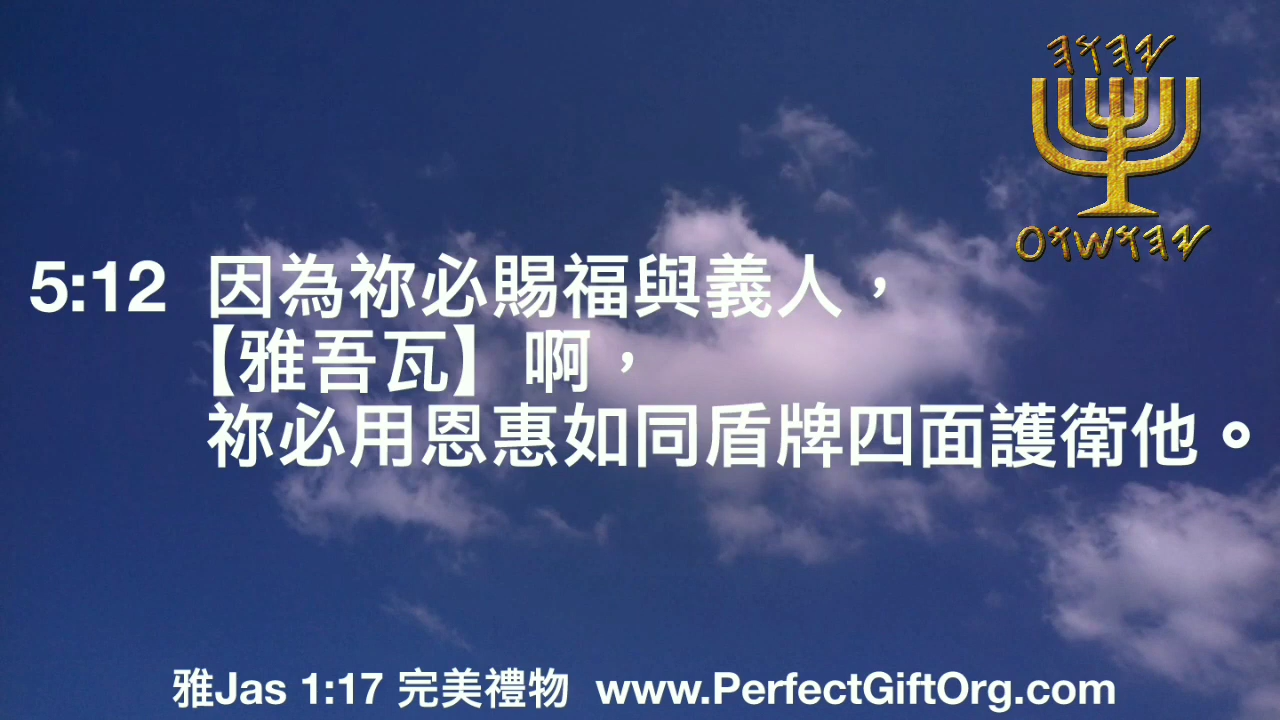 𐤉𐤄𐤅𐤄
𐤉𐤄𐤅𐤔𐤅𐤏
5:12 因為祢必賜福與義人，
【雅吾瓦】啊，
祢必用恩惠如同盾牌四面護衛他。
雅Jas 1:17 完美禮物 www.PerfectGiftOrg.com